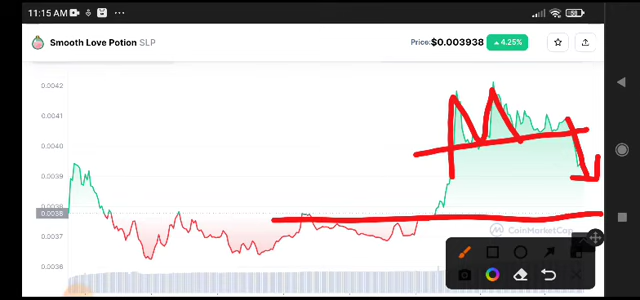 11:15 AM
Smooth Love Potion SLP
Price:$0.003938 ▲4.25%
0.0042
0.0041
0.0040
0.0039
0.0038
0.0038
0.0037
0.0036
CoinMarketCap